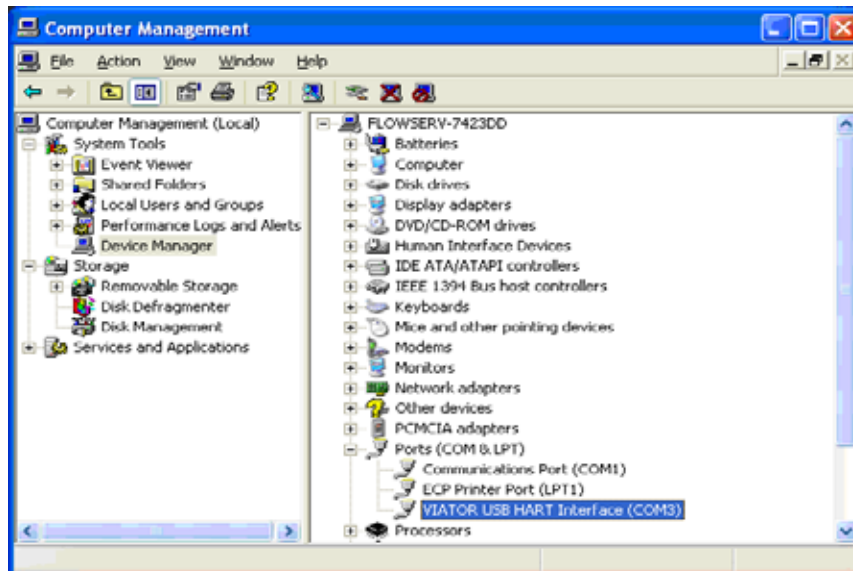 Computer Management
File Action View Window Help
Computer Management (Local)
System Tools
Event Viewer
Shared Folders
Local Users and Groups
Performance Logs and Alerts
Device Manager
Storage
Removable Storage
Disk Defragmenter
Disk Management
Services and Applications
FLOWSERV-7423DD
Batteries
Computer
Disk drives
Display adapters
DVD/CD-ROM drives
Human Interface Devices
IDE ATA/ATAPI controllers
IEEE 1394 Bus host controllers
Keyboards
Mice and other pointing devices
Modems
Monitors
Network adapters
Other devices
PCMCIA adapters
Ports (COM & LPT)
Communications Port (COM1)
ECP Printer Port (LPT1)
VIATOR USB HART Interface (COM3)
Processors